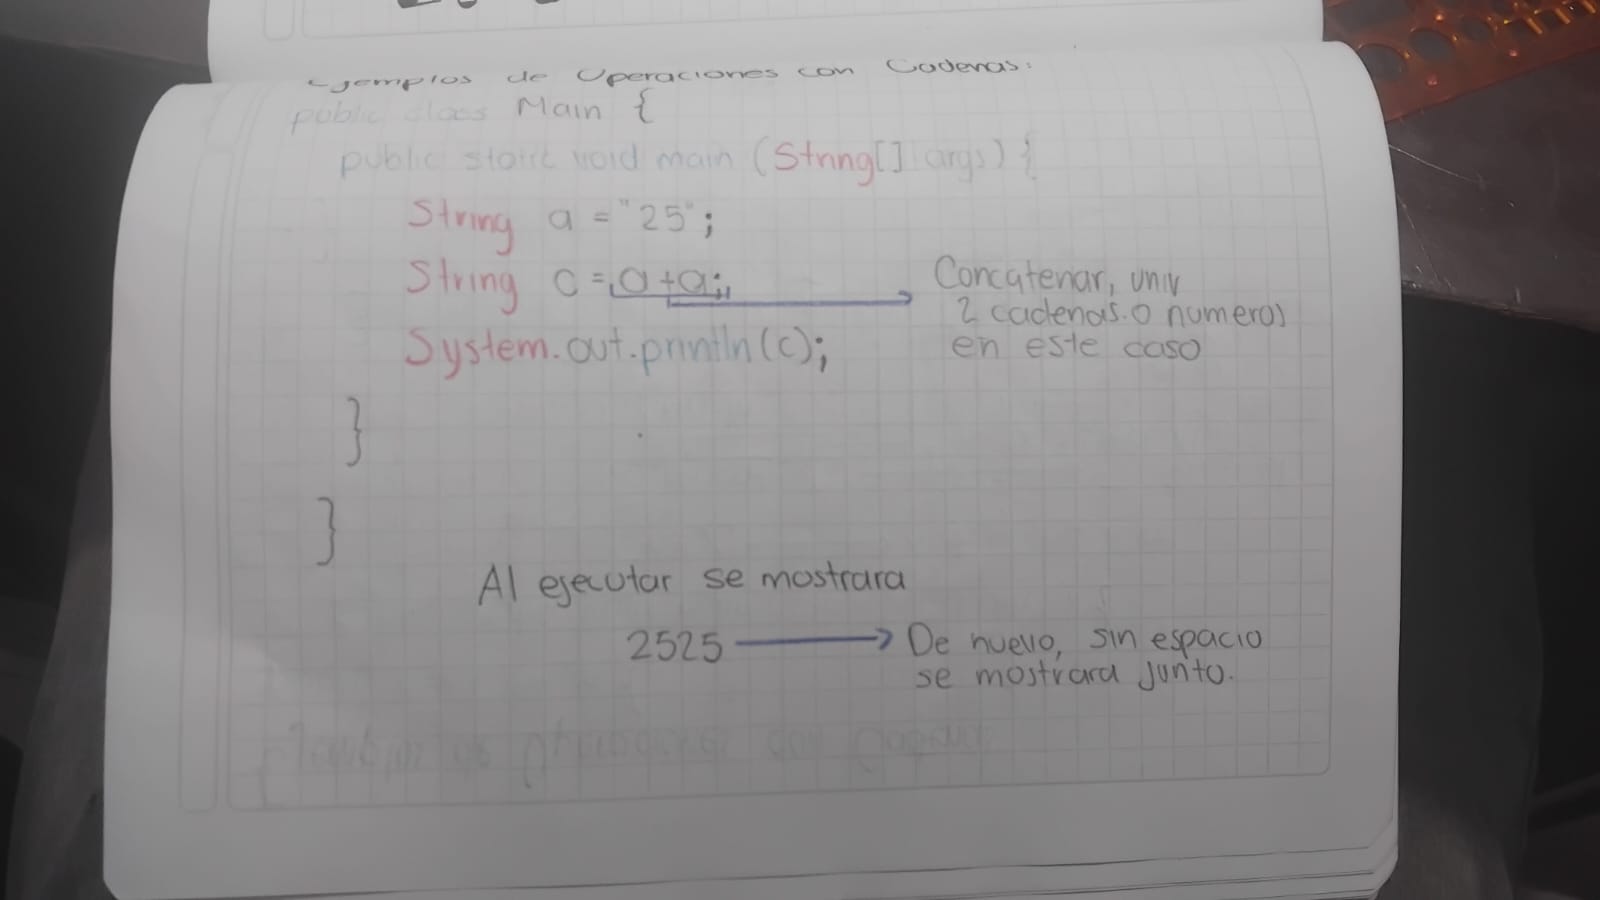 Ejemplos de Operaciones con Cadenas:
public class Main {
public static void main (String[] args) {
String a = "25";
String c = a + a;
System.out.println(c);
Concatenar, unir
2 cadenas o numeros
en este caso
}
}
Al ejecutar se mostrara
2525 → De nuevo, sin espacio
se mostrara junto.